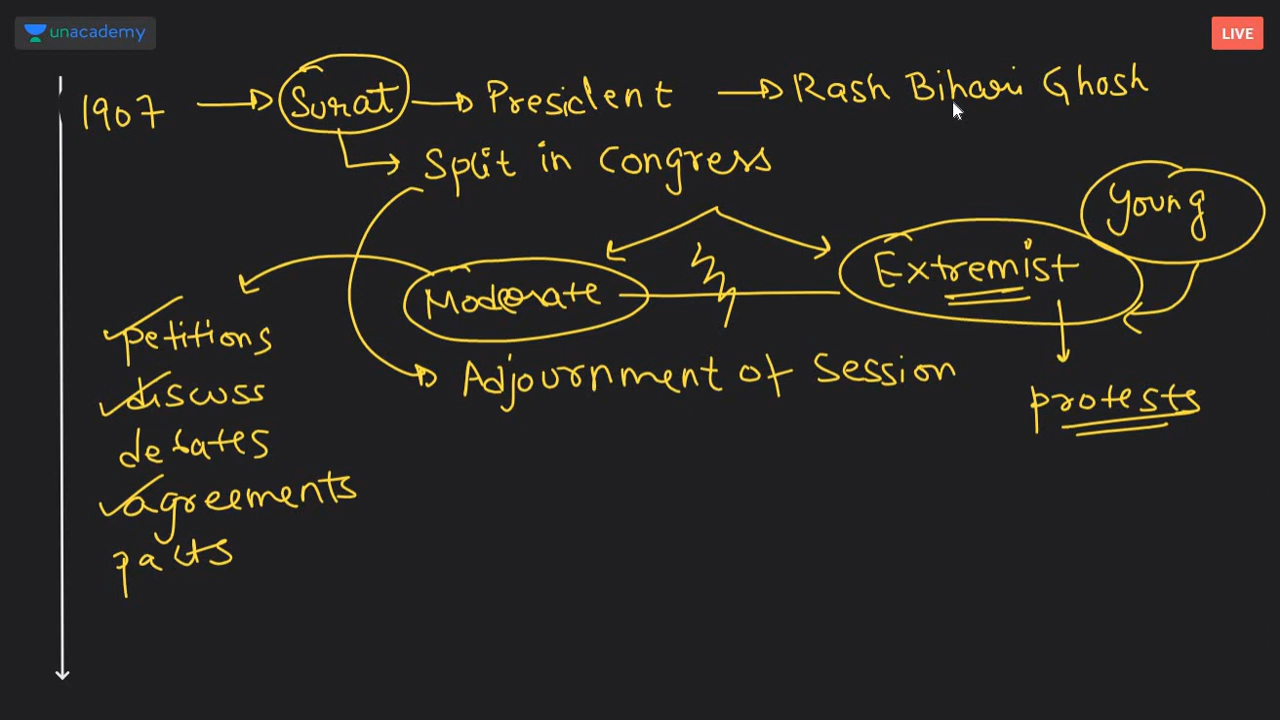 unacademy
LIVE
1907 → Surat → President → Rash Bihari Ghosh
Split in Congress
Young
Moderate
Extremist
petitions
discuss
debates
agreements
pacts
Adjournment of Session
protests